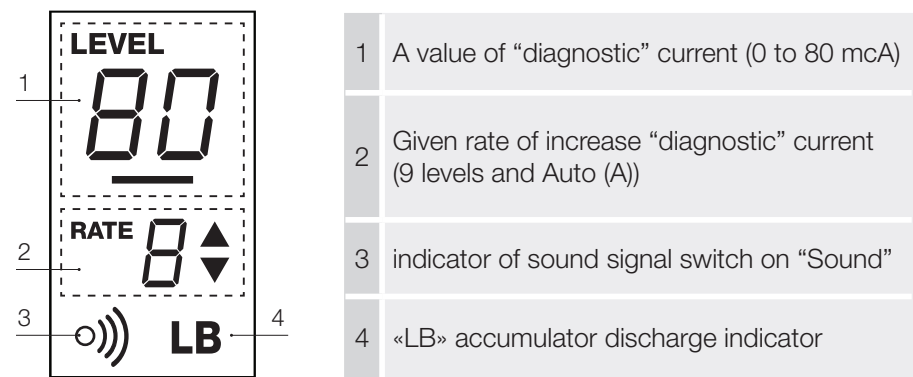 LEVEL
1
80
RATE
2
8
3
LB
4
1 A value of “diagnostic” current (0 to 80 mcA)
2 Given rate of increase “diagnostic” current
(9 levels and Auto (A))
3 indicator of sound signal switch on “Sound”
4 «LB» accumulator discharge indicator